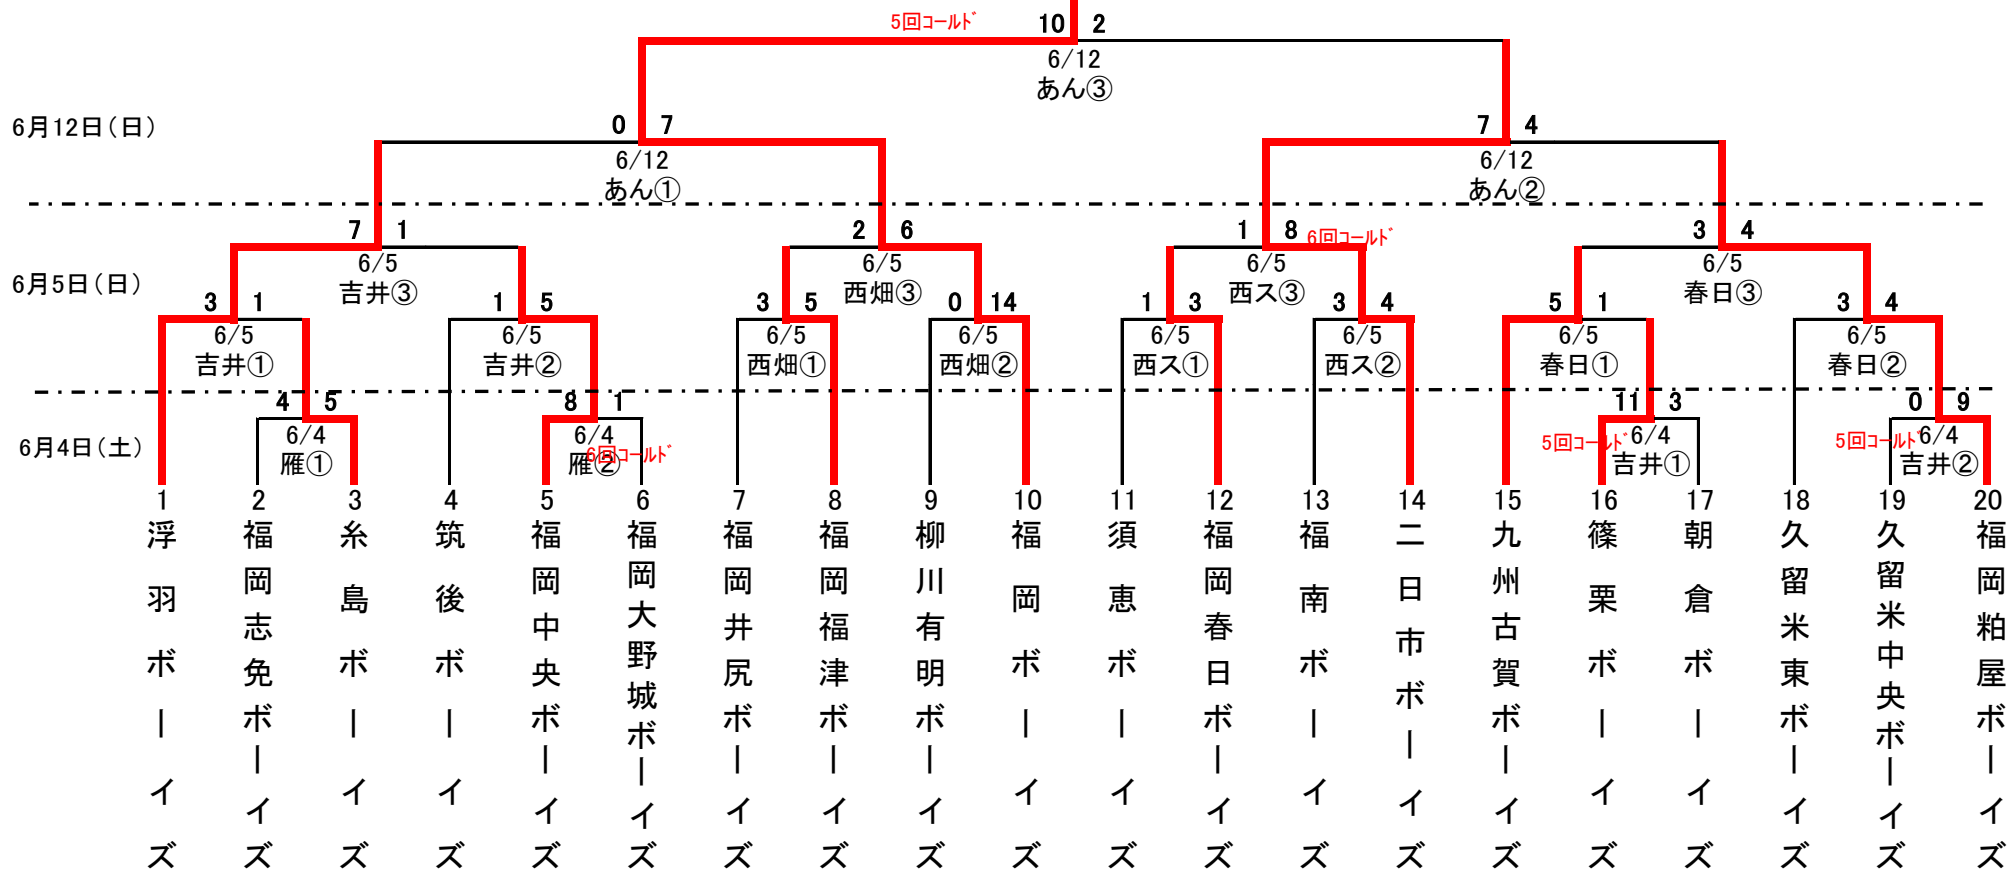 5回ｺｰﾙﾄﾞ 10 2
6/12
あん③
6月12日（日） 0 7 7 4
6/12 6/12
あん① あん②
7 1 2 6 1 8 6回ｺｰﾙﾄﾞ 3 4
6/5 6/5 6/5 6/5
6月5日（日） 吉井③ 西畑③ 西ス③ 春日③
3 1 1 5 3 5 0 14 1 3 3 4 5 1 3 4
6/5 6/5 6/5 6/5 6/5 6/5 6/5 6/5
吉井① 吉井② 西畑① 西畑② 西ス① 西ス② 春日① 春日②
4 5 8 1 11 3 0 9
6月4日（土） 6/4 6/4 5回ｺｰﾙﾄﾞ 6/4 5回ｺｰﾙﾄﾞ 6/4
雁① 雁② 6回ｺｰﾙﾄﾞ 吉井① 吉井②
1 2 3 4 5 6 7 8 9 10 11 12 13 14 15 16 17 18 19 20
浮羽ボーイズ
福岡志免ボーイズ
糸島ボーイズ
筑後ボーイズ
福岡中央ボーイズ
福岡大野城ボーイズ
福岡井尻ボーイズ
福岡福津ボーイズ
柳川有明ボーイズ
福岡ボーイズ
須恵ボーイズ
福岡春日ボーイズ
福南ボーイズ
二日市ボーイズ
九州古賀ボーイズ
篠栗ボーイズ
朝倉ボーイズ
久留米東ボーイズ
久留米中央ボーイズ
福岡粕屋ボーイズ